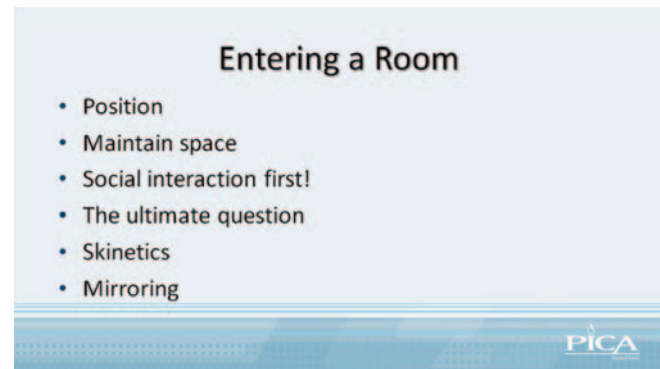 Entering a Room
• Position
• Maintain space
• Social interaction first!
• The ultimate question
• Skinetics
• Mirroring
PICA